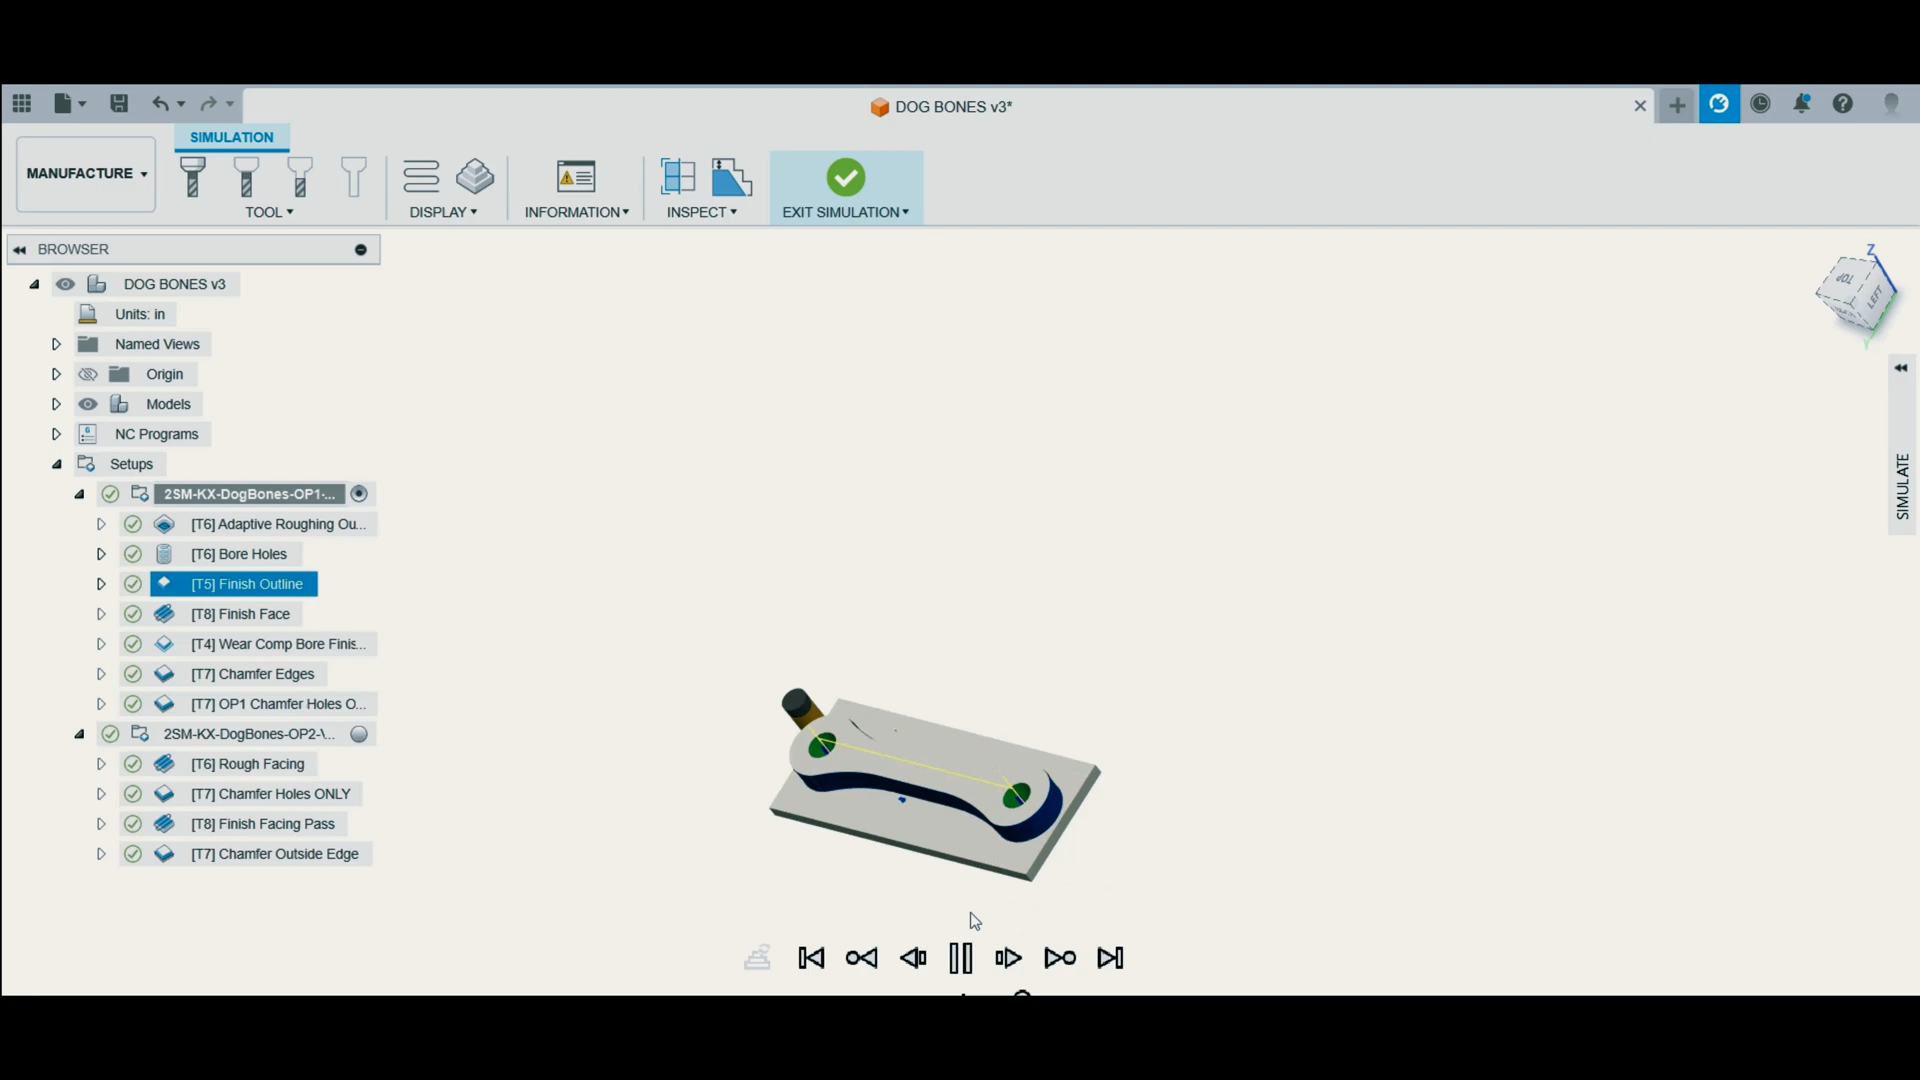 DOG BONES v3*
SIMULATION
MANUFACTURE
TOOL
DISPLAY
INFORMATION
INSPECT
EXIT SIMULATION
BROWSER
DOG BONES v3
Units: in
Named Views
Origin
Models
NC Programs
Setups
2SM-KX-DogBones-OP1-...
[T6] Adaptive Roughing Ou...
[T6] Bore Holes
[T5] Finish Outline
[T8] Finish Face
[T4] Wear Comp Bore Finis...
[T7] Chamfer Edges
[T7] OP1 Chamfer Holes O...
2SM-KX-DogBones-OP2-\...
[T6] Rough Facing
[T7] Chamfer Holes ONLY
[T8] Finish Facing Pass
[T7] Chamfer Outside Edge
Z
TOP
LEFT
Y
SIMULATE